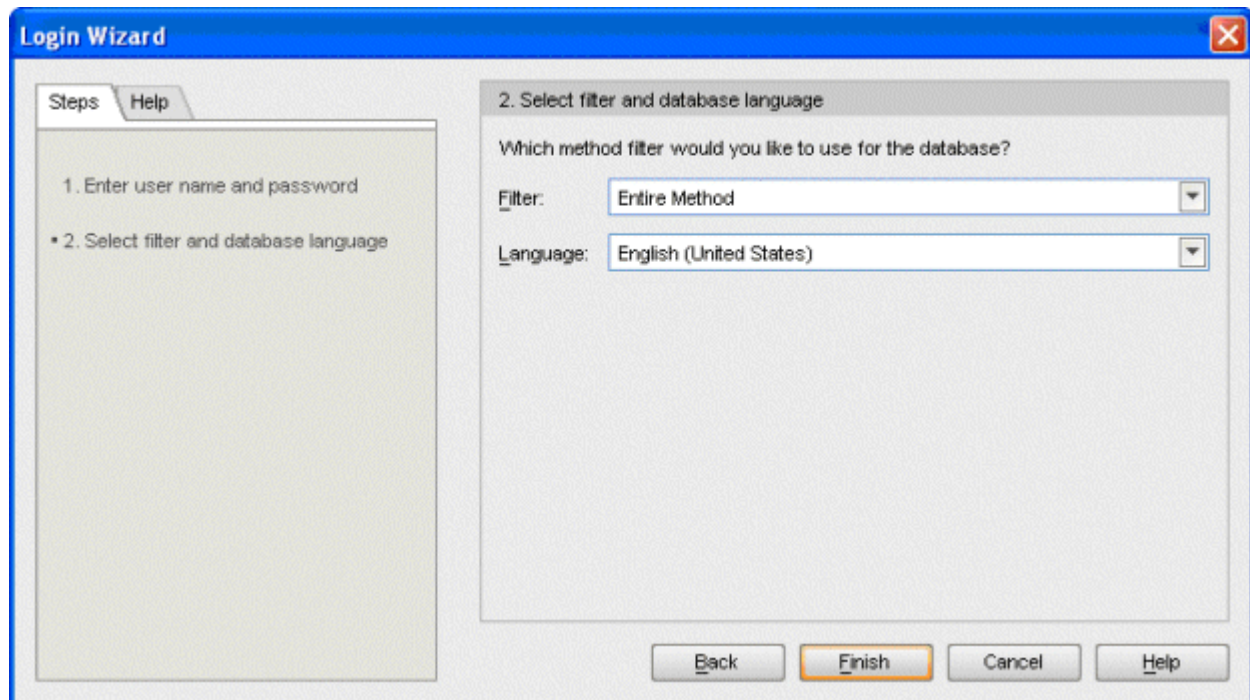 Login Wizard
Steps
Help
1. Enter user name and password
• 2. Select filter and database language
2. Select filter and database language
Which method filter would you like to use for the database?
Filter: Entire Method
Language: English (United States)
Back
Finish
Cancel
Help